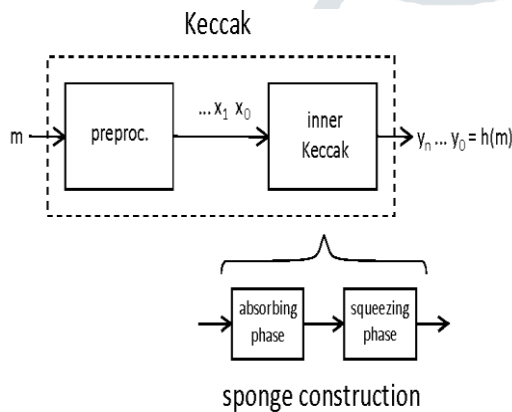 Keccak
m
preproc.
... x₁ x₀
inner
Keccak
yₙ ... y₀ = h(m)
absorbing
phase
squeezing
phase
sponge construction